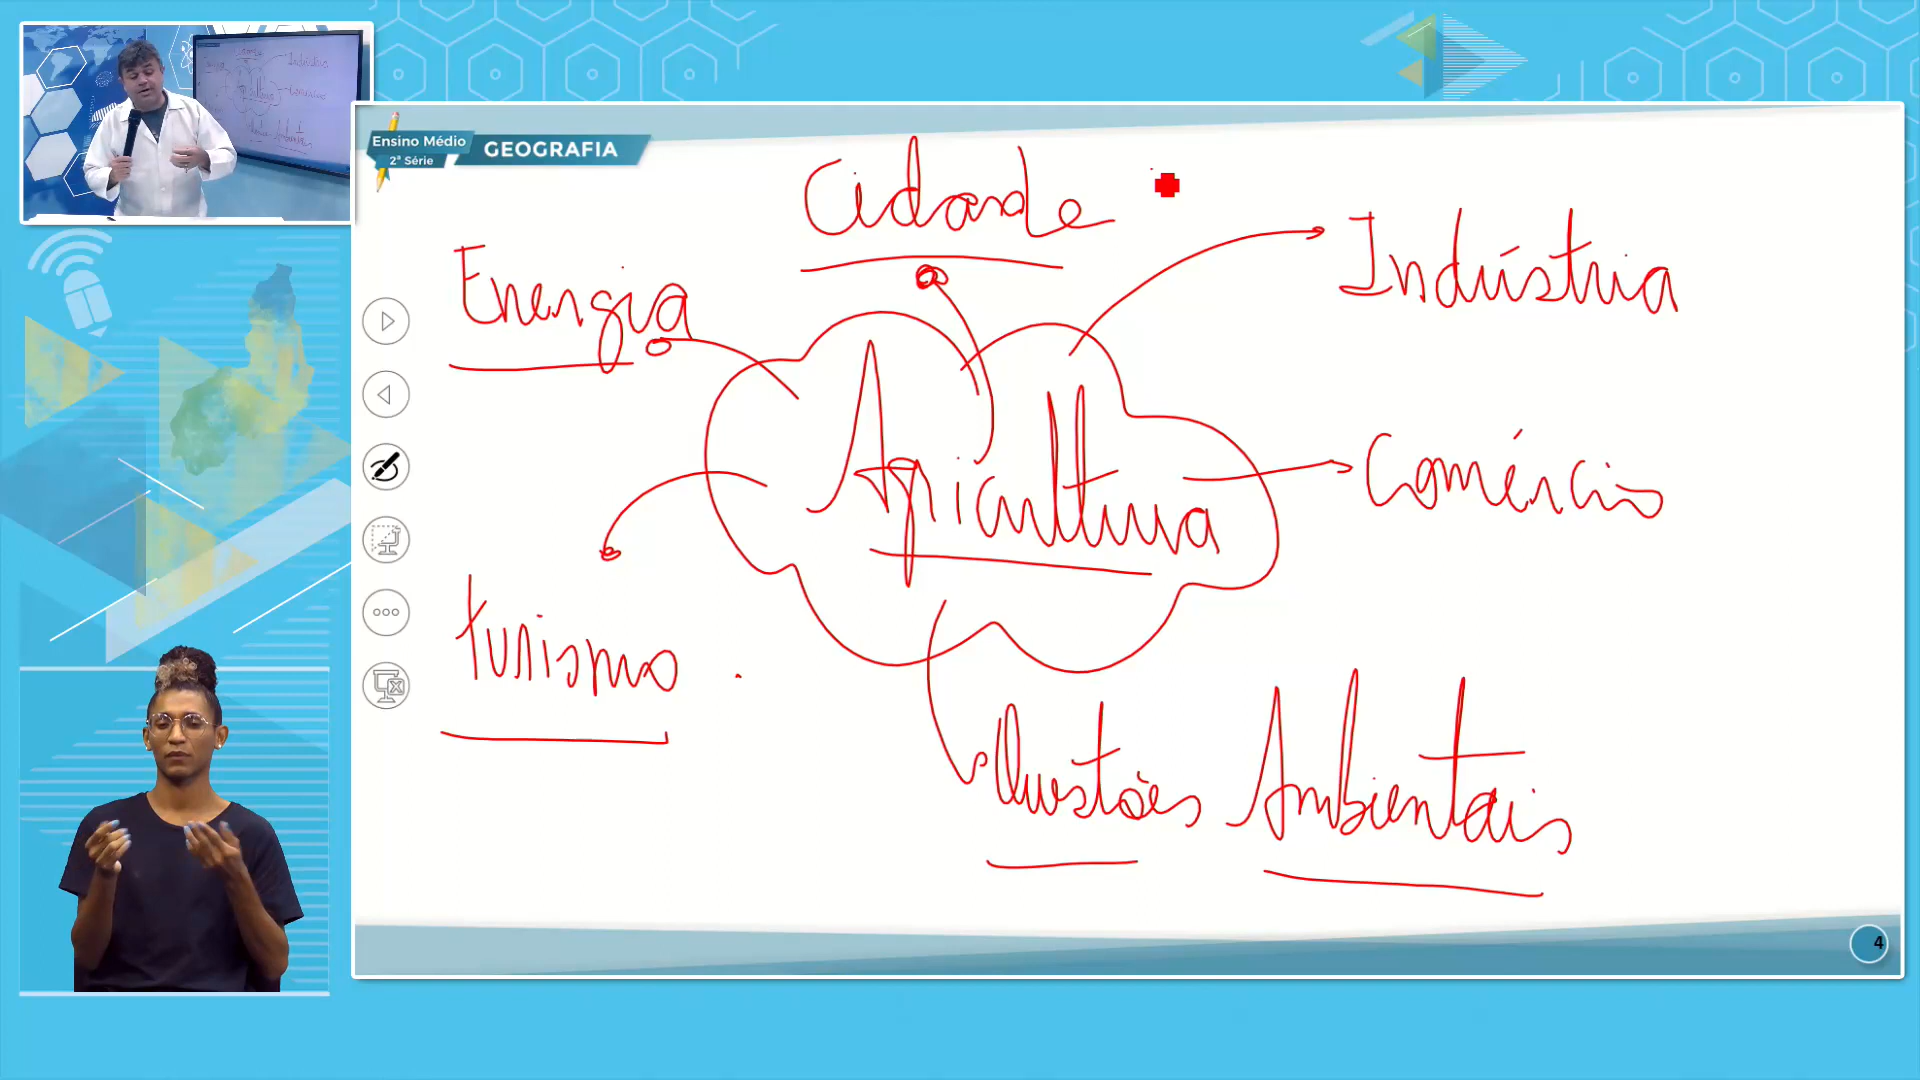 Ensino Médio
2ª Série
GEOGRAFIA
Cidade
Energia
Indústria
Agricultura
Comércio
turismo
Questões Ambientais
4